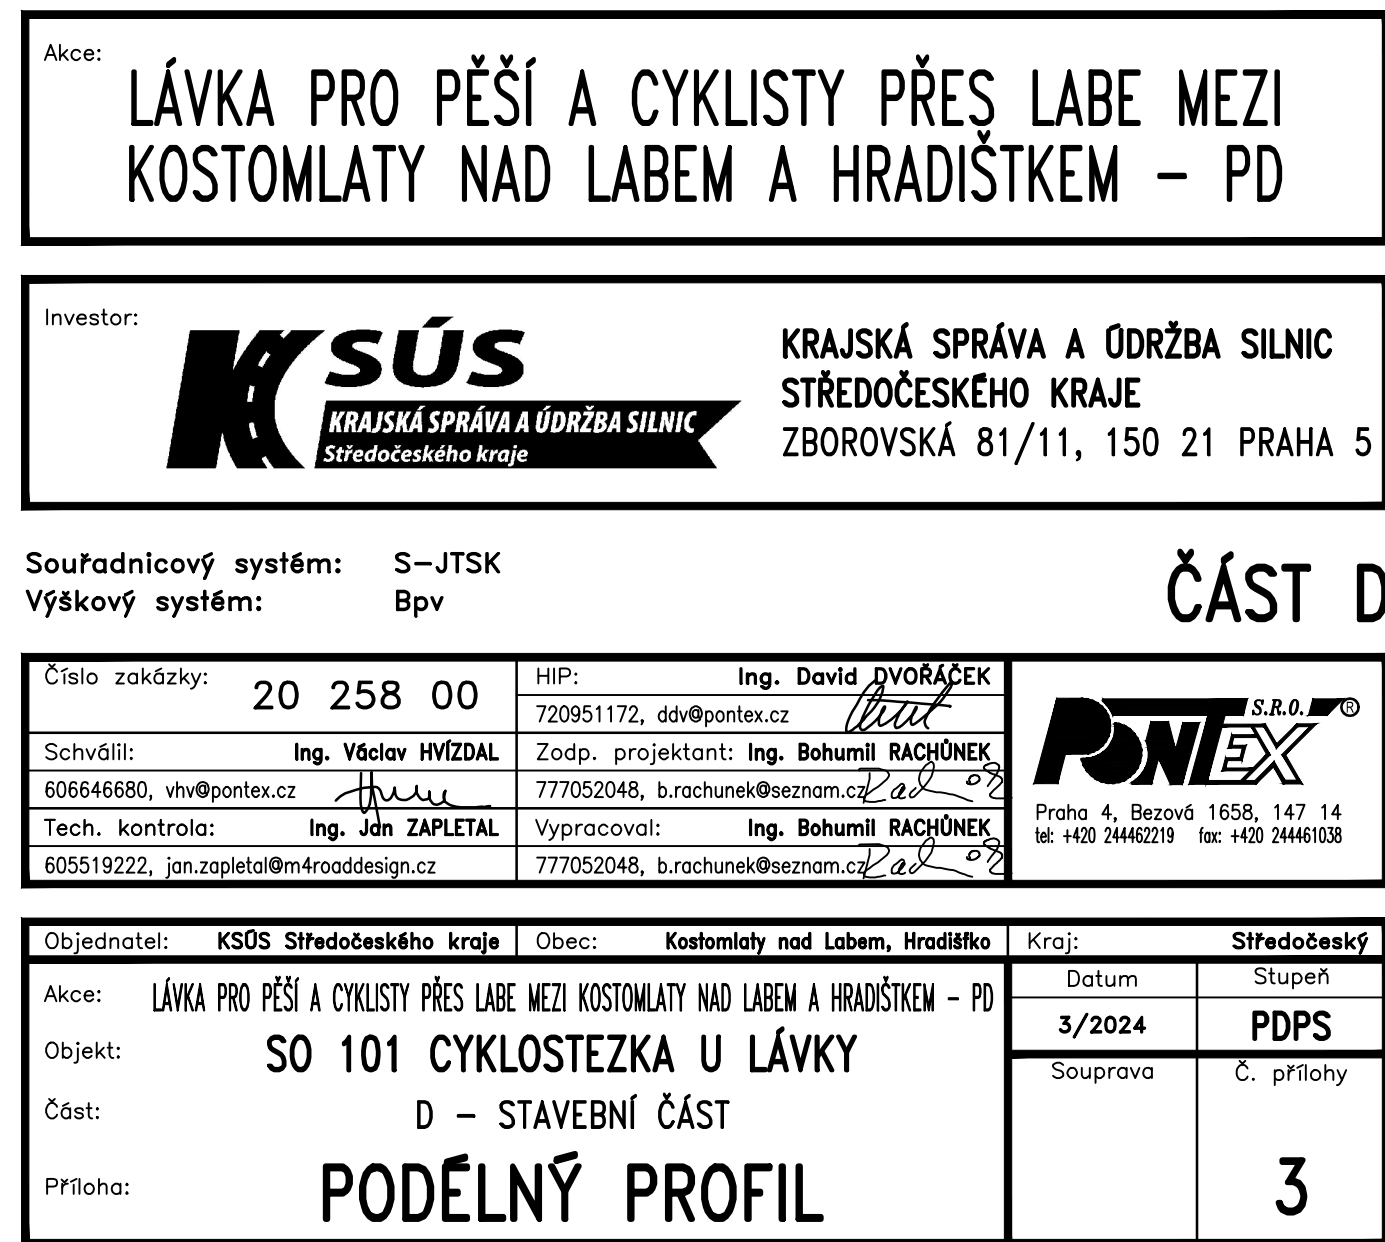 Akce:
LÁVKA PRO PĚŠÍ A CYKLISTY PŘES LABE MEZI
KOSTOMLATY NAD LABEM A HRADIŠTKEM – PD
Investor:
KSÚS
KRAJSKÁ SPRÁVA A ÚDRŽBA SILNIC
Středočeského kraje
KRAJSKÁ SPRÁVA A ÚDRŽBA SILNIC
STŘEDOČESKÉHO KRAJE
ZBOROVSKÁ 81/11, 150 21 PRAHA 5
Souřadnicový systém: S–JTSK
Výškový systém: Bpv
ČÁST D
Číslo zakázky: 20 258 00
HIP: Ing. David DVOŘÁČEK
720951172, ddv@pontex.cz
Schválil: Ing. Václav HVÍZDAL
606646680, vhv@pontex.cz
Zodp. projektant: Ing. Bohumil RACHŮNEK
777052048, b.rachunek@seznam.cz
Tech. kontrola: Ing. Jan ZAPLETAL
605519222, jan.zapletal@m4roaddesign.cz
Vypracoval: Ing. Bohumil RACHŮNEK
777052048, b.rachunek@seznam.cz
PONTEX S.R.O. ®
Praha 4, Bezová 1658, 147 14
tel: +420 244462219 fax: +420 244461038
Objednatel: KSÚS Středočeského kraje
Obec: Kostomlaty nad Labem, Hradišťko
Kraj: Středočeský
Akce: LÁVKA PRO PĚŠÍ A CYKLISTY PŘES LABE MEZI KOSTOMLATY NAD LABEM A HRADIŠTKEM – PD
Objekt: SO 101 CYKLOSTEZKA U LÁVKY
Část: D – STAVEBNÍ ČÁST
Příloha: PODÉLNÝ PROFIL
Datum
3/2024
Stupeň
PDPS
Souprava
Č. přílohy
3